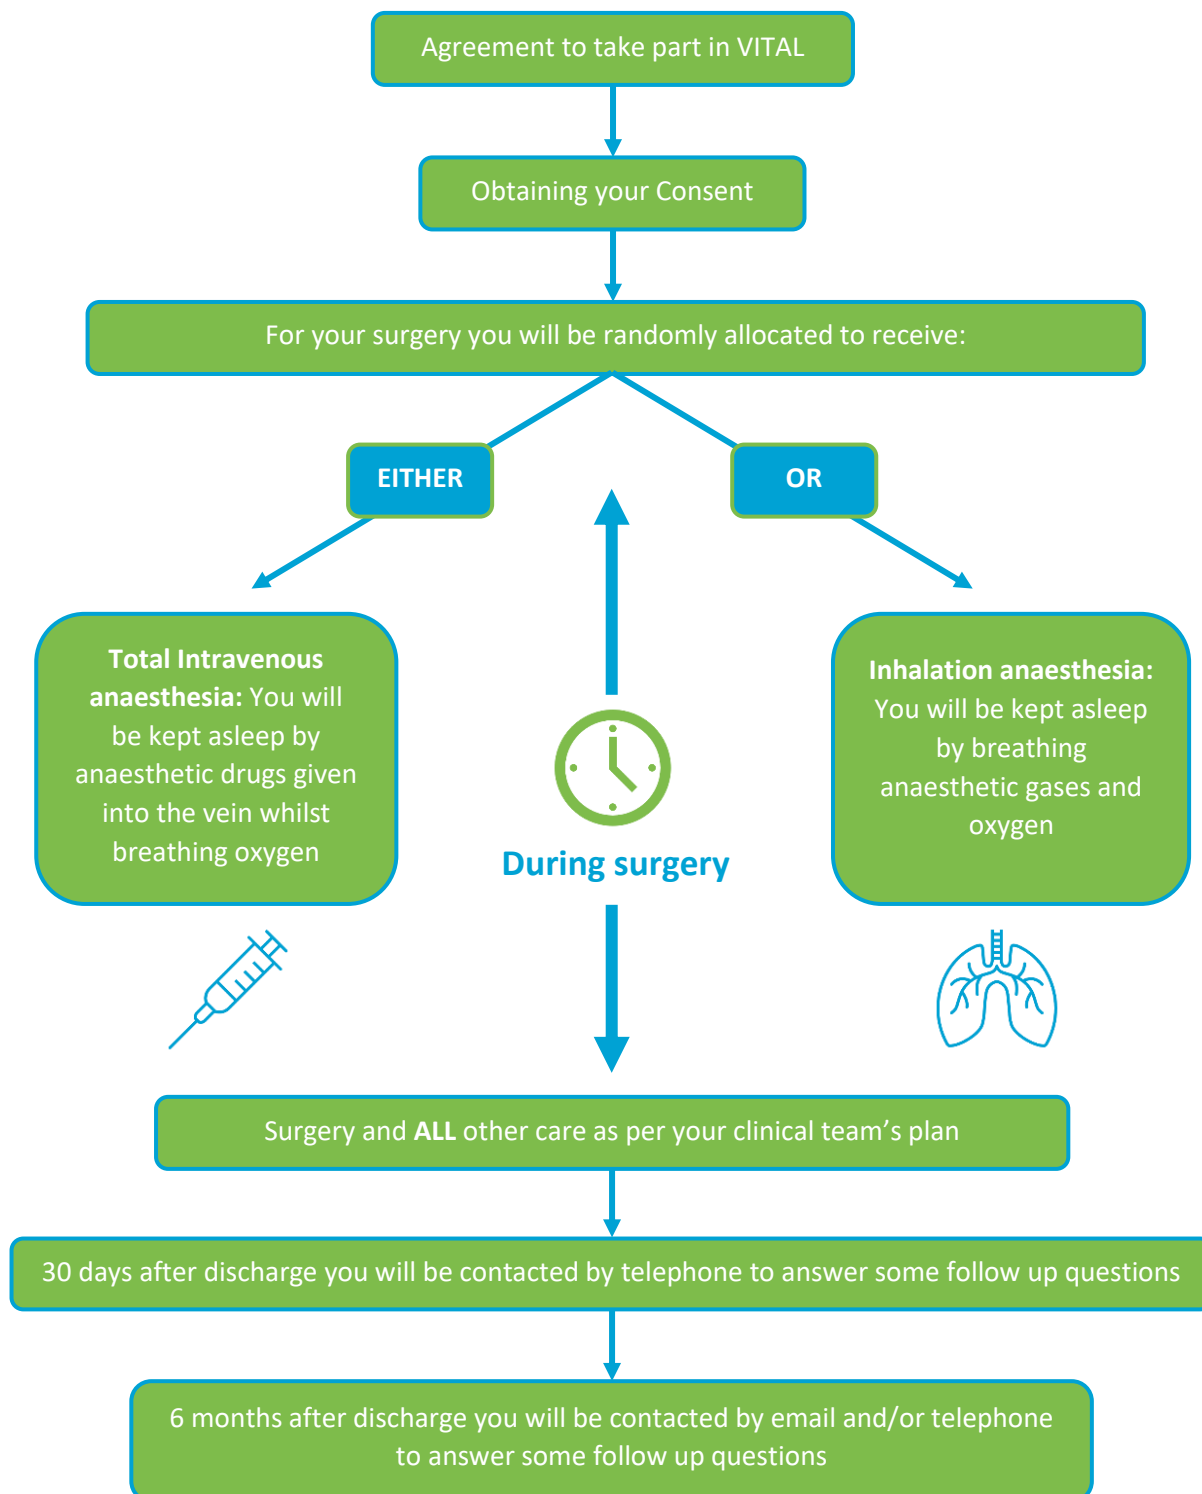 Agreement to take part in VITAL
Obtaining your Consent
For your surgery you will be randomly allocated to receive:
EITHER
OR
Total Intravenous
anaesthesia: You will
be kept asleep by
anaesthetic drugs given
into the vein whilst
breathing oxygen
Inhalation anaesthesia:
You will be kept asleep
by breathing
anaesthetic gases and
oxygen
During surgery
Surgery and ALL other care as per your clinical team’s plan
30 days after discharge you will be contacted by telephone to answer some follow up questions
6 months after discharge you will be contacted by email and/or telephone
to answer some follow up questions